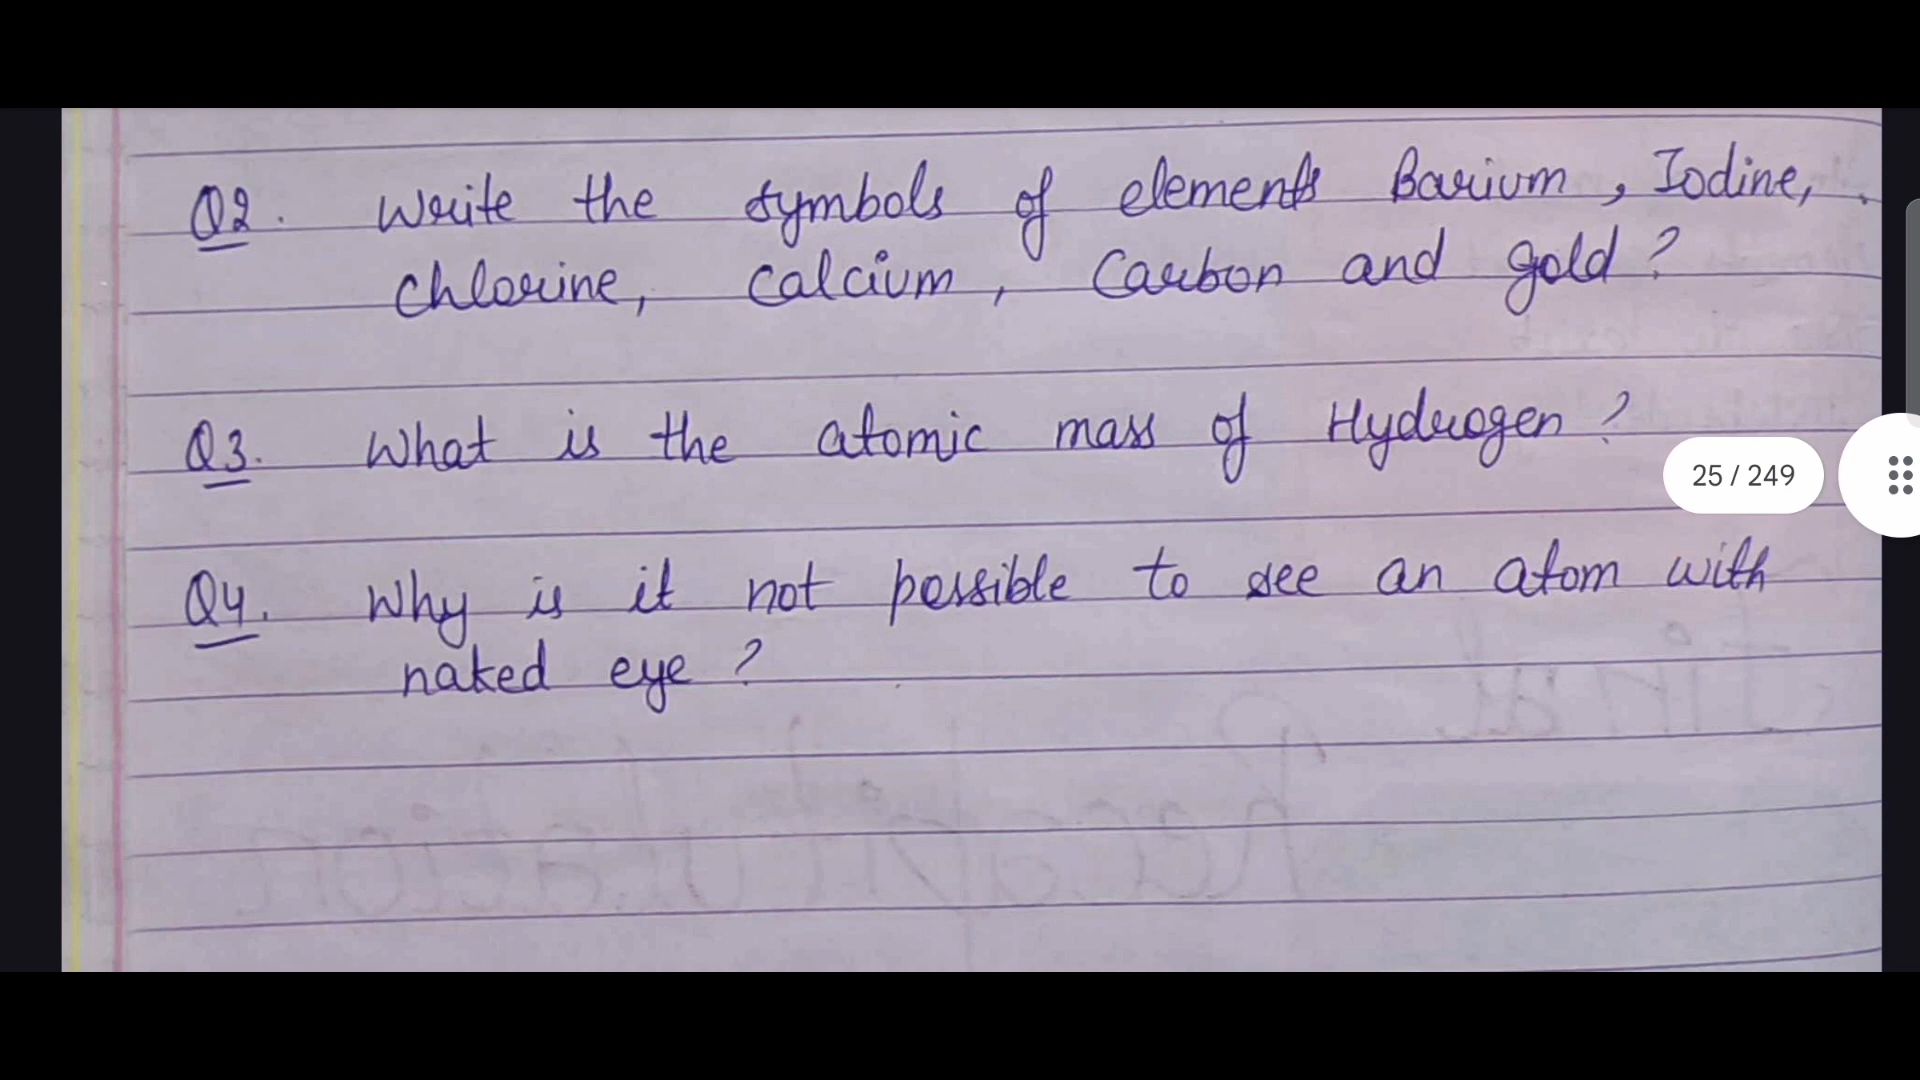 Q2. Write the symbols of elements Barium, Iodine,
chlorine, calcium, Carbon and gold?
Q3. What is the atomic mass of Hydrogen?
25 / 249
Q4. Why is it not possible to see an atom with
naked eye?